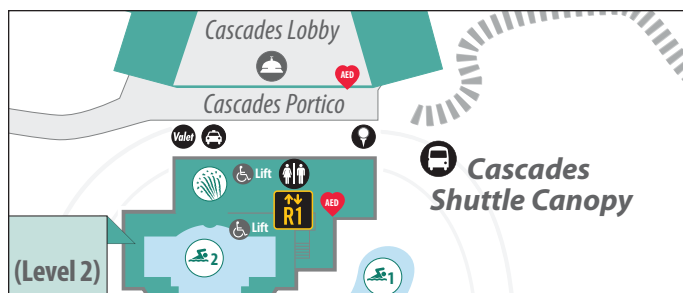 Cascades Lobby
AED
Cascades Portico
Valet
Cascades
Shuttle Canopy
Lift
R1
AED
Lift
2
(Level 2)
1